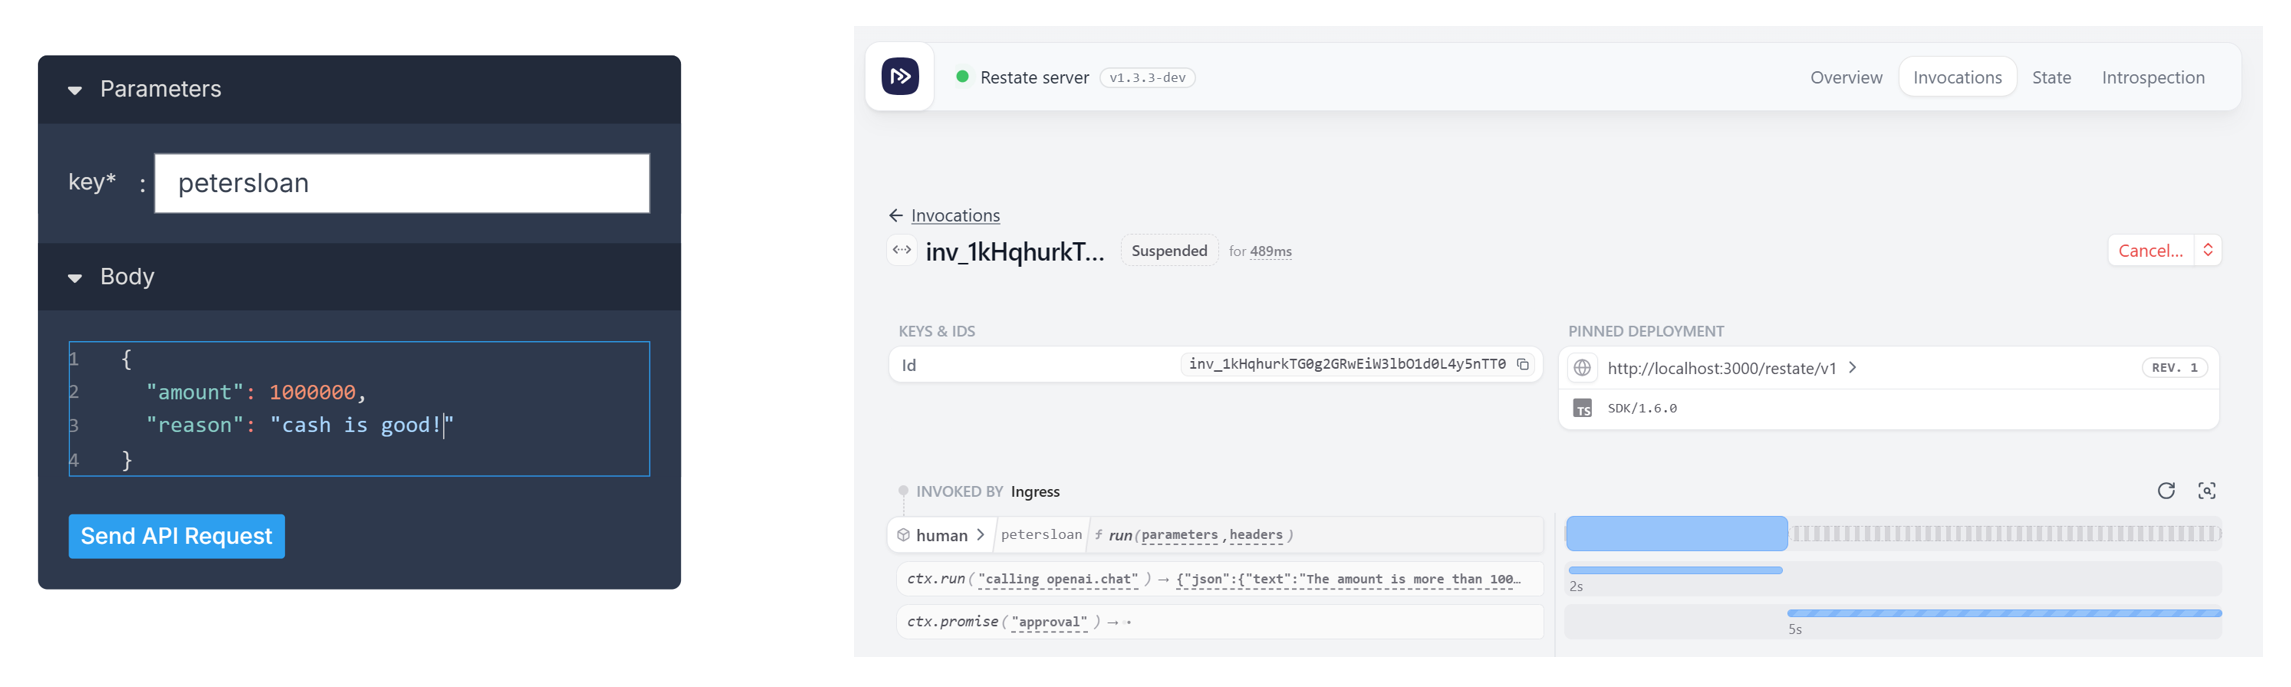 Parameters
key* : petersloan
Body
1 {
2 "amount": 1000000,
3 "reason": "cash is good!"
4 }
Send API Request
Restate server v1.3.3-dev Overview Invocations State Introspection
← Invocations
inv_1kHqhurkT... Suspended for 489ms Cancel...
KEYS & IDS
Id inv_1kHqhurkTG0g2GRwEiW3lbO1d0L4y5nTT0
PINNED DEPLOYMENT
http://localhost:3000/restate/v1 REV. 1
TS SDK/1.6.0
INVOKED BY Ingress
human petersloan f run(parameters,headers)
ctx.run("calling openai.chat") → {"json":{"text":"The amount is more than 100…
2s
ctx.promise("approval") →
5s